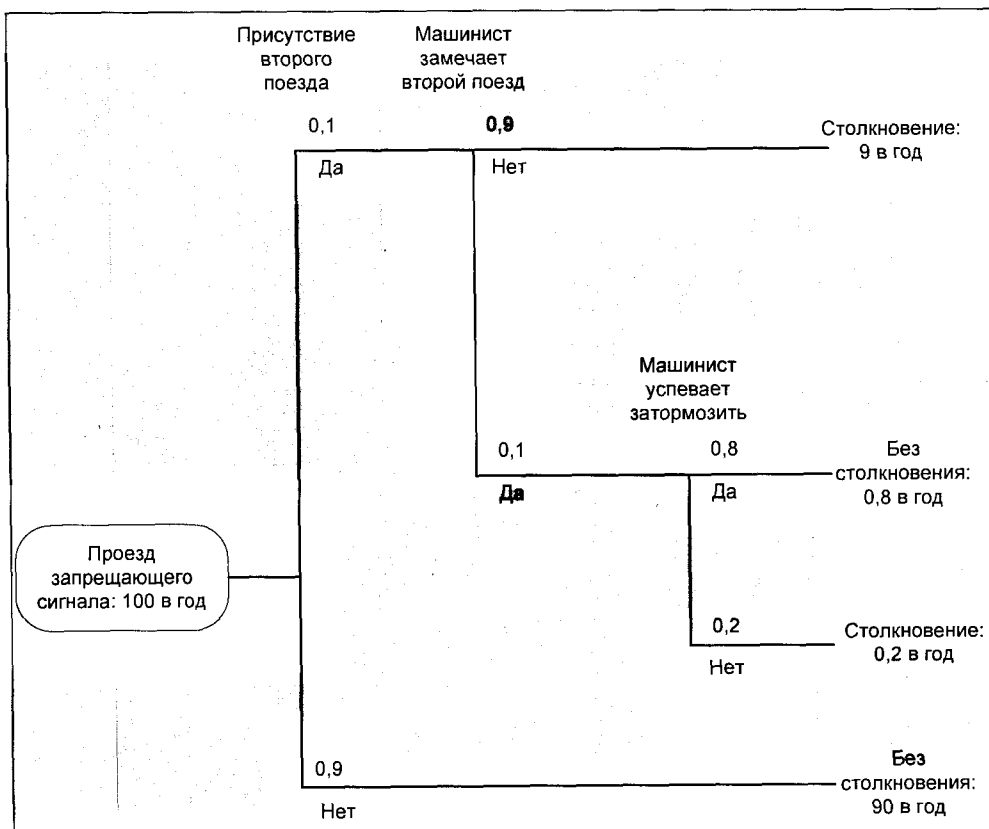 Присутствие
второго
поезда
Машинист
замечает
второй поезд
0,1
Да
0,9
Нет
Столкновение:
9 в год
Машинист
успевает
затормозить
0,1
Да
0,8
Да
Без
столкновения:
0,8 в год
Проезд
запрещающего
сигнала: 100 в год
0,2
Нет
Столкновение:
0,2 в год
0,9
Нет
Без
столкновения:
90 в год